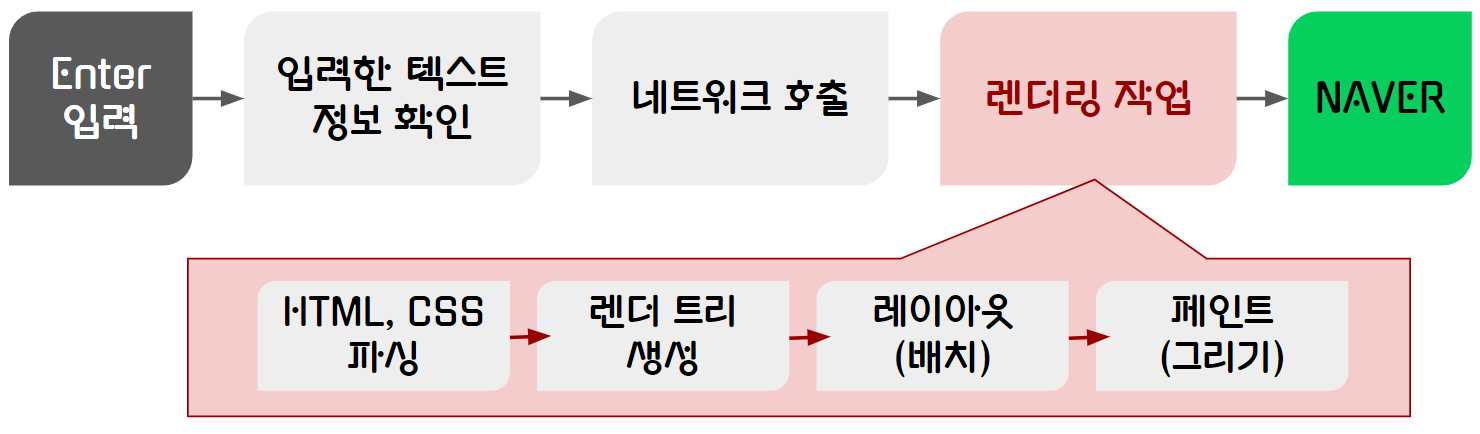 Enter
입력
입력한 텍스트
정보 확인
네트워크 호출
렌더링 작업
NAVER
HTML, CSS
파싱
렌더 트리
생성
레이아웃
(배치)
페인트
(그리기)